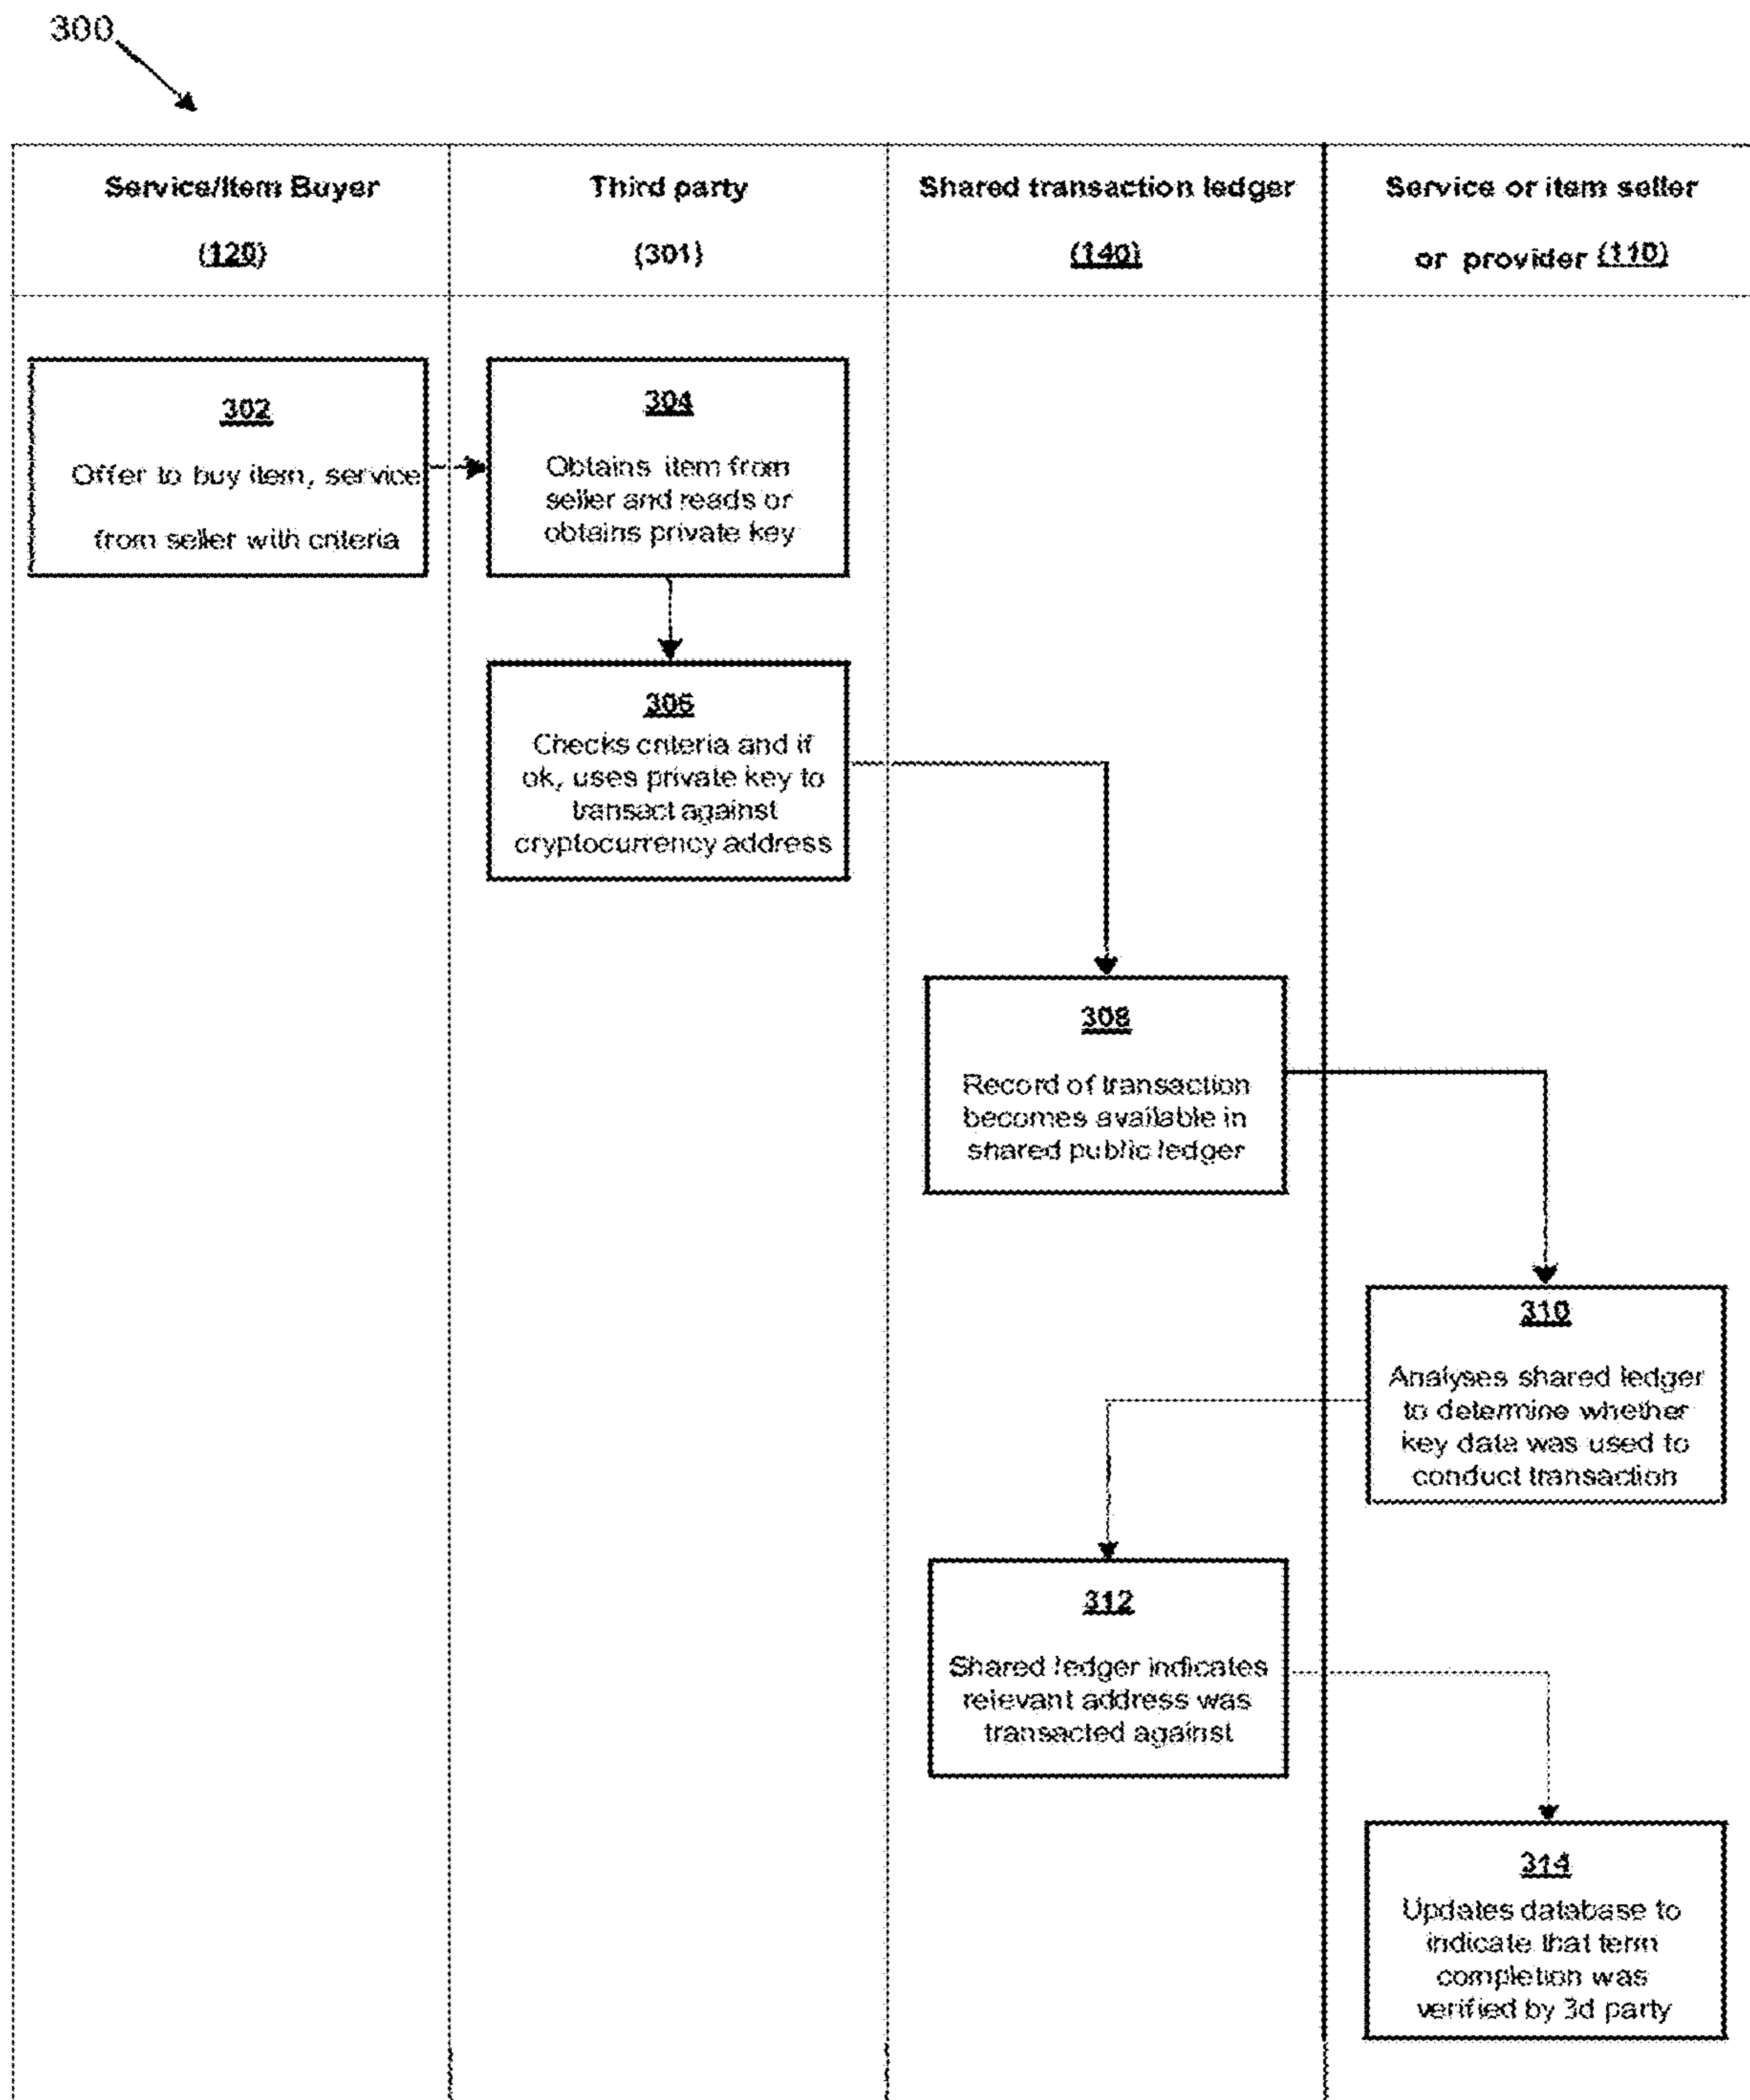 300
Service/Item Buyer
(120)
Third party
(301)
Shared transaction ledger
(140)
Service or item seller
or provider (110)
302
Offer to buy item, service
from seller with criteria
304
Obtains item from
seller and reads or
obtains private key
306
Checks criteria and if
ok, uses private key to
transact against
cryptocurrency address
308
Record of transaction
becomes available in
shared public ledger
310
Analyses shared ledger
to determine whether
key data was used to
conduct transaction
312
Shared ledger indicates
relevant address was
transacted against
314
Updates database to
indicate that term
completion was
verified by 3d party